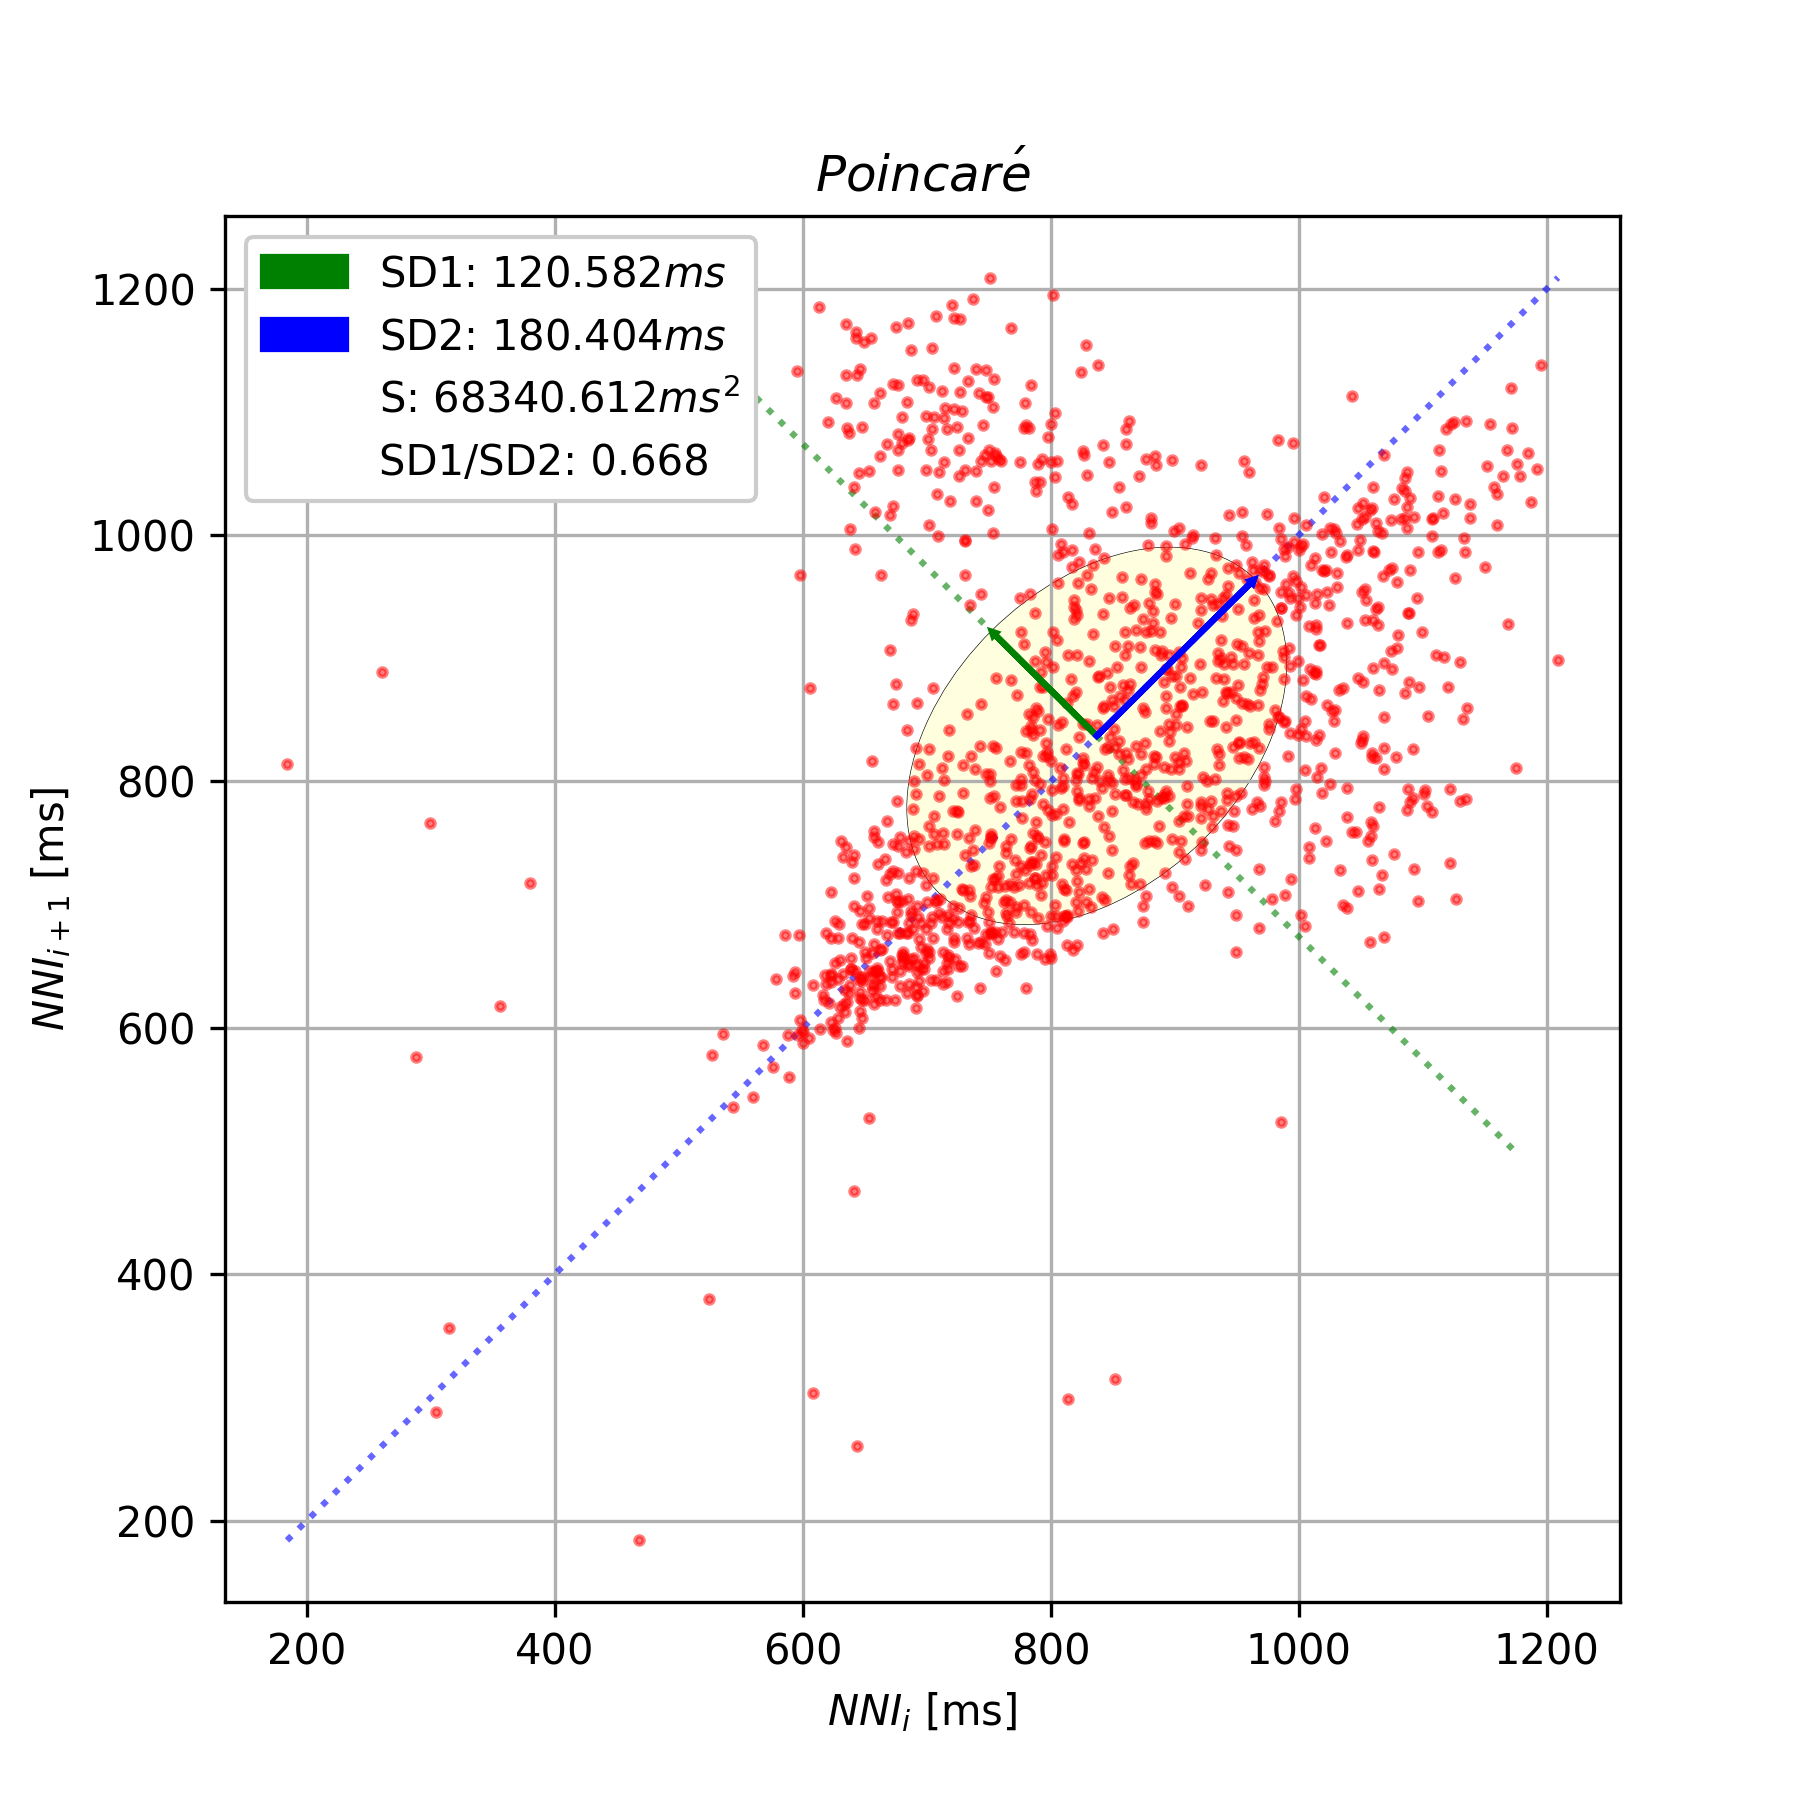 Poincaré
SD1: 120.582ms
SD2: 180.404ms
S: 68340.612ms²
SD1/SD2: 0.668
1200
1000
800
600
400
200
NNIᵢ₊₁ [ms]
200 400 600 800 1000 1200
NNIᵢ [ms]